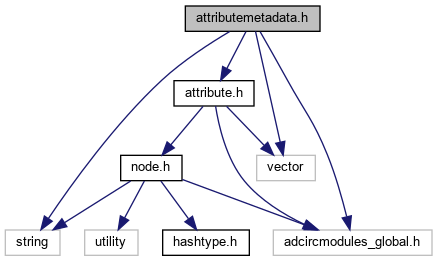 attributemetadata.h
attribute.h
node.h
vector
string
utility
hashtype.h
adcircmodules_global.h